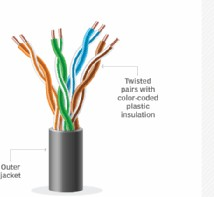 Twisted
pairs with
color-coded
plastic
insulation
Outer
jacket